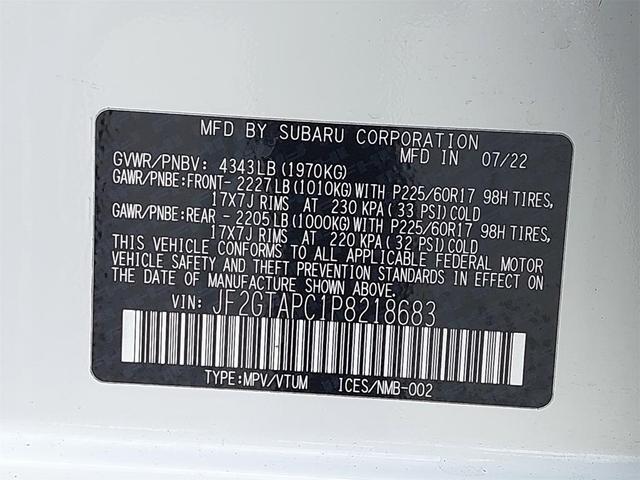 MFD BY SUBARU CORPORATION
GVWR/PNBV: 4343LB(1970KG) MFD IN 07/22
GAWR/PNBE:FRONT- 2227LB(1010KG)WITH P225/60R17 98H TIRES,
17X7J RIMS AT 230 KPA(33 PSI)COLD
GAWR/PNBE:REAR - 2205LB(1000KG)WITH P225/60R17 98H TIRES,
17X7J RIMS AT 220 KPA(32 PSI)COLD
THIS VEHICLE CONFORMS TO ALL APPLICABLE FEDERAL MOTOR
VEHICLE SAFETY AND THEFT PREVENTION STANDARDS IN EFFECT ON
THE DATE OF MANUFACTURE SHOWN ABOVE.
VIN: JF2GTAPC1P8218683
TYPE:MPV/VTUM ICES/NMB-002